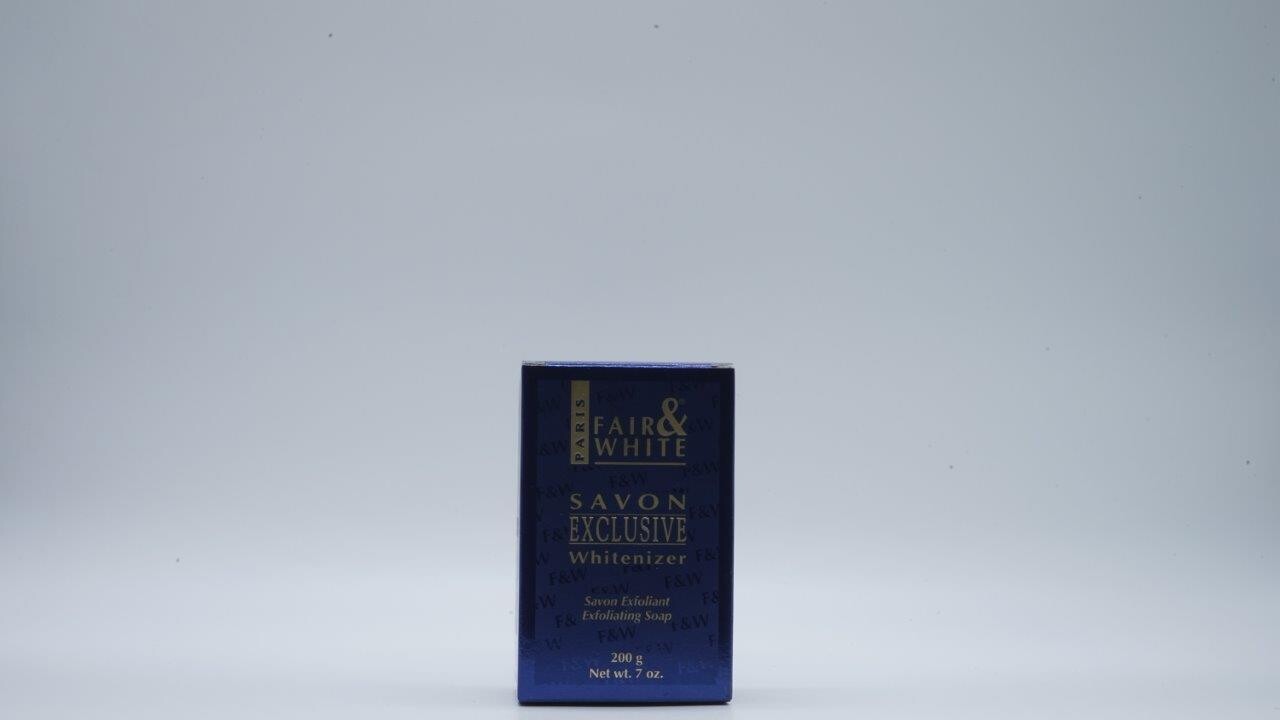 PARIS
FAIR &
WHITE
SAVON
EXCLUSIVE
Whitenizer
Savon Exfoliant
Exfoliating Soap
200 g
Net wt. 7 oz.